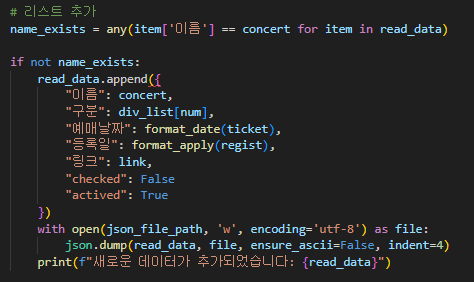 # 리스트 추가
name_exists = any(item['이름'] == concert for item in read_data)

if not name_exists:
    read_data.append({
        "이름": concert,
        "구분": div_list[num],
        "예매날짜": format_date(ticket),
        "등록일": format_apply(regist),
        "링크": link,
        "checked": False
        "actived": True
    })
    with open(json_file_path, 'w', encoding='utf-8') as file:
        json.dump(read_data, file, ensure_ascii=False, indent=4)
    print(f"새로운 데이터가 추가되었습니다: {read_data}")